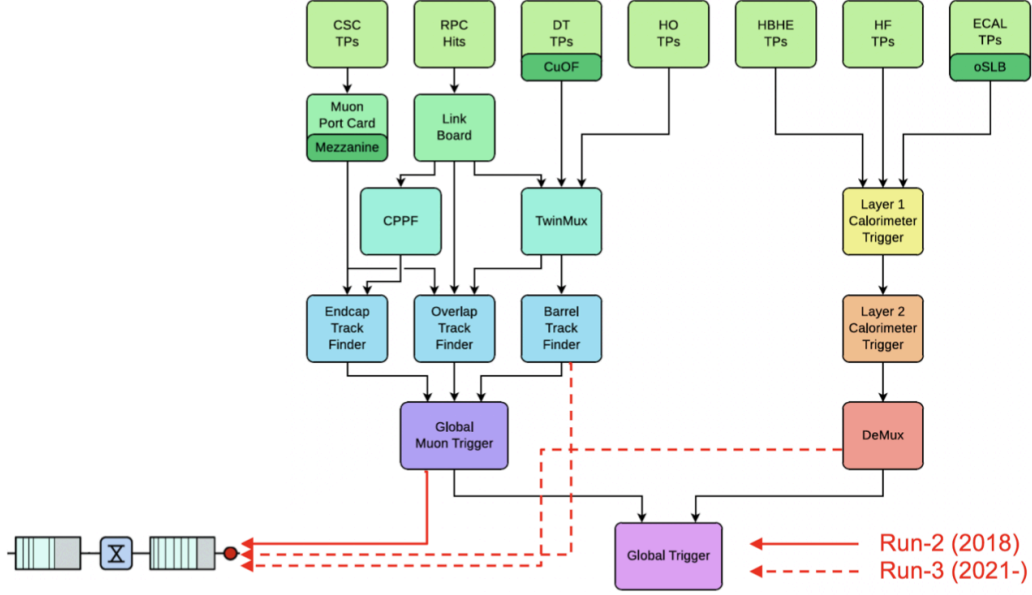 CSC
TPs
RPC
Hits
DT
TPs
CuOF
HO
TPs
HBHE
TPs
HF
TPs
ECAL
TPs
oSLB
Muon
Port Card
Mezzanine
Link
Board
CPPF
TwinMux
Layer 1
Calorimeter
Trigger
Endcap
Track
Finder
Overlap
Track
Finder
Barrel
Track
Finder
Layer 2
Calorimeter
Trigger
Global
Muon Trigger
DeMux
Global Trigger
Run-2 (2018)
Run-3 (2021-)